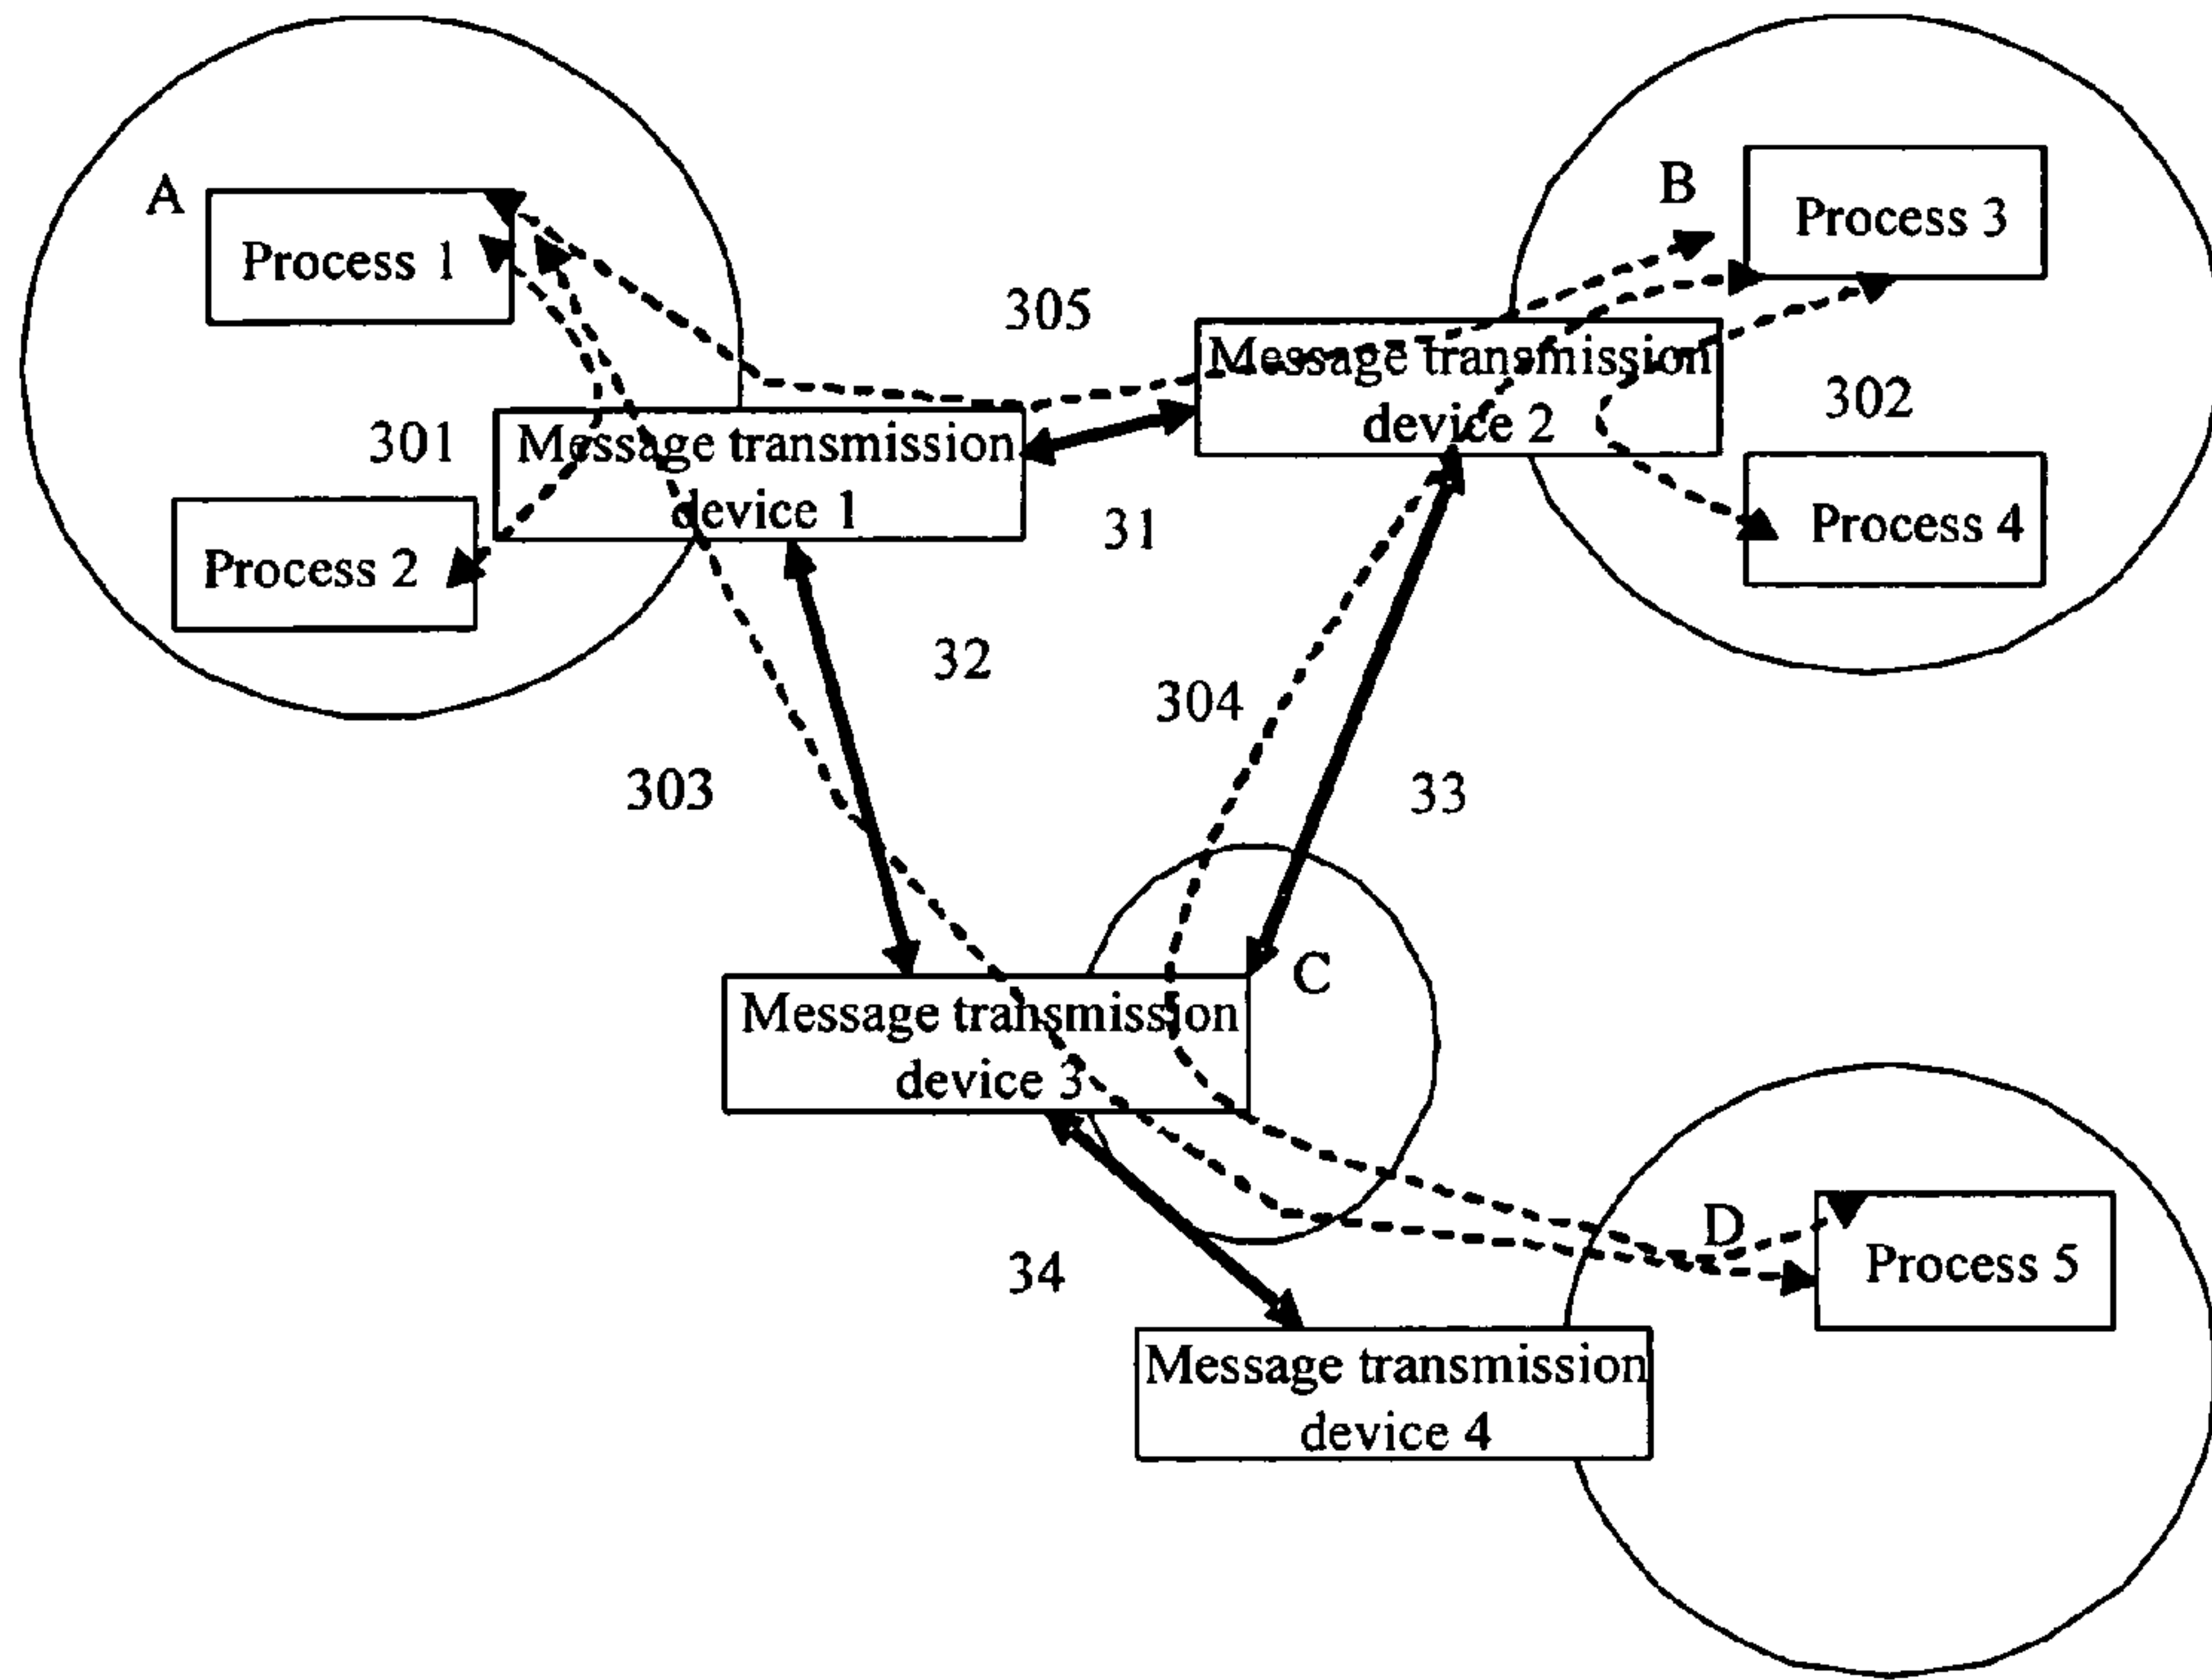 A
Process 1
B
Process 3
305
Message transmission
device 2
302
301
Message transmission
device 1
31
Process 4
Process 2
32
304
303
33
C
Message transmission
device 3
D
Process 5
34
Message transmission
device 4